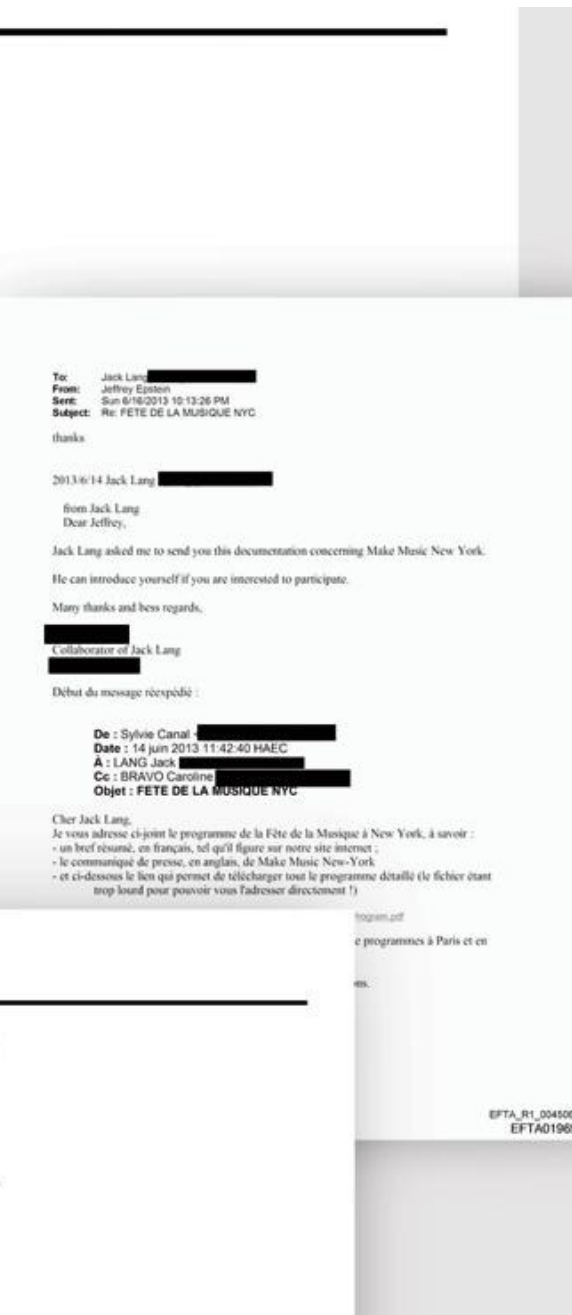 To: Jack Lang
From: Jeffrey Epstein
Sent: Sun 6/16/2013 10:13:26 PM
Subject: Re: FETE DE LA MUSIQUE NYC
thanks
2013/6/14 Jack Lang
from Jack Lang
Dear Jeffrey,
Jack Lang asked me to send you this documentation concerning Make Music New York.
He can introduce yourself if you are interested to participate.
Many thanks and bess regards,
Collaborator of Jack Lang
Début du message réexpédié :
De : Sylvie Canal
Date : 14 juin 2013 11:42:40 HAEC
À : LANG Jack
Cc : BRAVO Caroline
Objet : FETE DE LA MUSIQUE NYC
Cher Jack Lang,
Je vous adresse ci-joint le programme de la Fête de la Musique à New York, à savoir :
- un bref résumé, en français, tel qu'il figure sur notre site internet ;
- le communiqué de presse, en anglais, de Make Music New-York
- et ci-dessous le lien qui permet de télécharger tout le programme détaillé (le fichier étant
trop lourd pour pouvoir vous l'adresser directement !)
rogram.pdf
e programmes à Paris et en
ons.
EFTA_R1_004506
EFTA0196